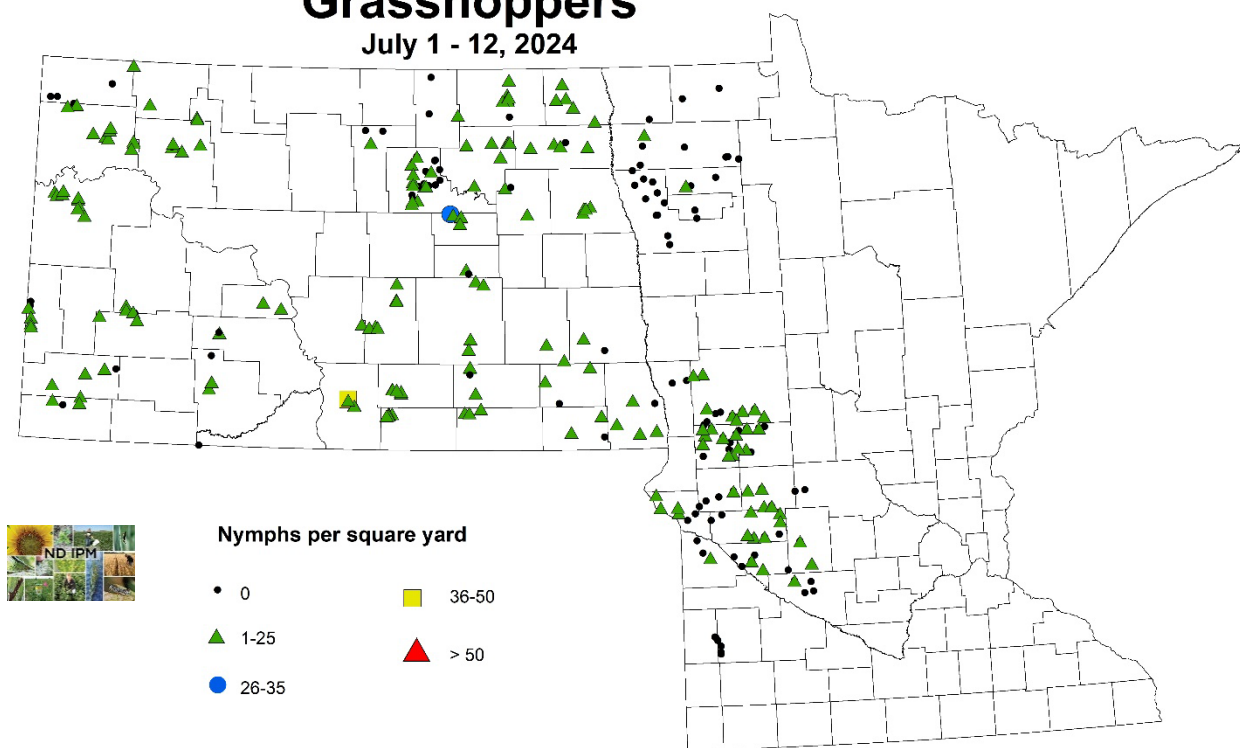 Grasshoppers
July 1 - 12, 2024
ND IPM
Nymphs per square yard
0
1-25
26-35
36-50
> 50